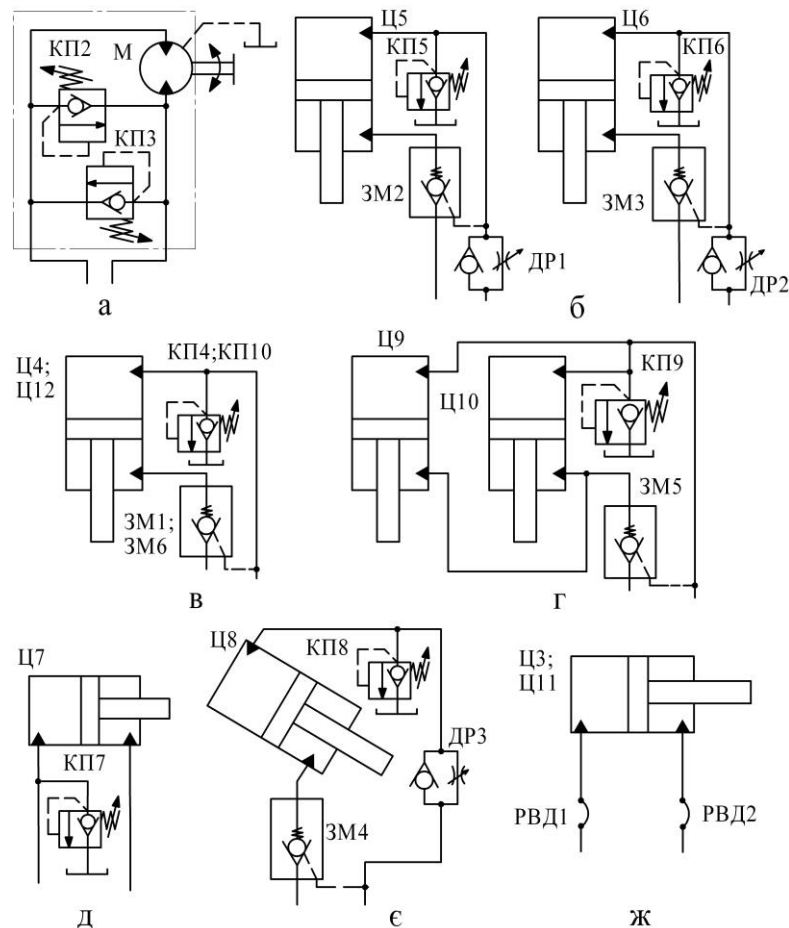 КП2
М
КП3
а
Ц5
КП5
ЗМ2
ДР1
Ц6
КП6
ЗМ3
ДР2
б
Ц4;
Ц12
КП4;КП10
ЗМ1;
ЗМ6
в
Ц9
Ц10
КП9
ЗМ5
г
Ц7
КП7
д
Ц8
КП8
ДР3
ЗМ4
є
Ц3;
Ц11
РВД1
РВД2
ж